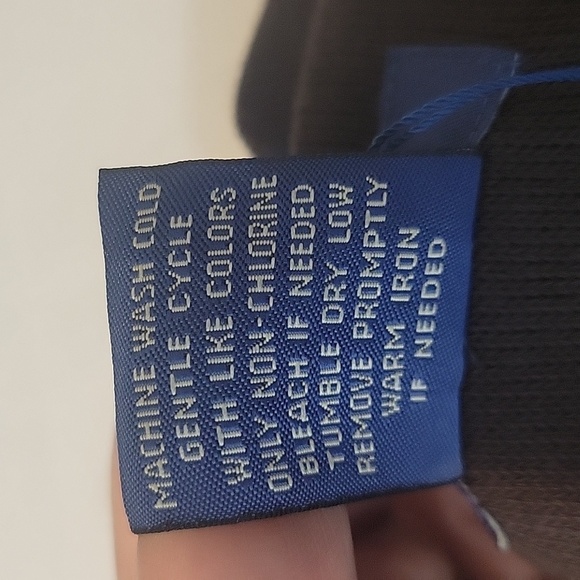 MACHINE WASH COLD
GENTLE CYCLE
WITH LIKE COLORS
ONLY NON-CHLORINE
BLEACH IF NEEDED
TUMBLE DRY LOW
REMOVE PROMPTLY
WARM IRON
IF NEEDED